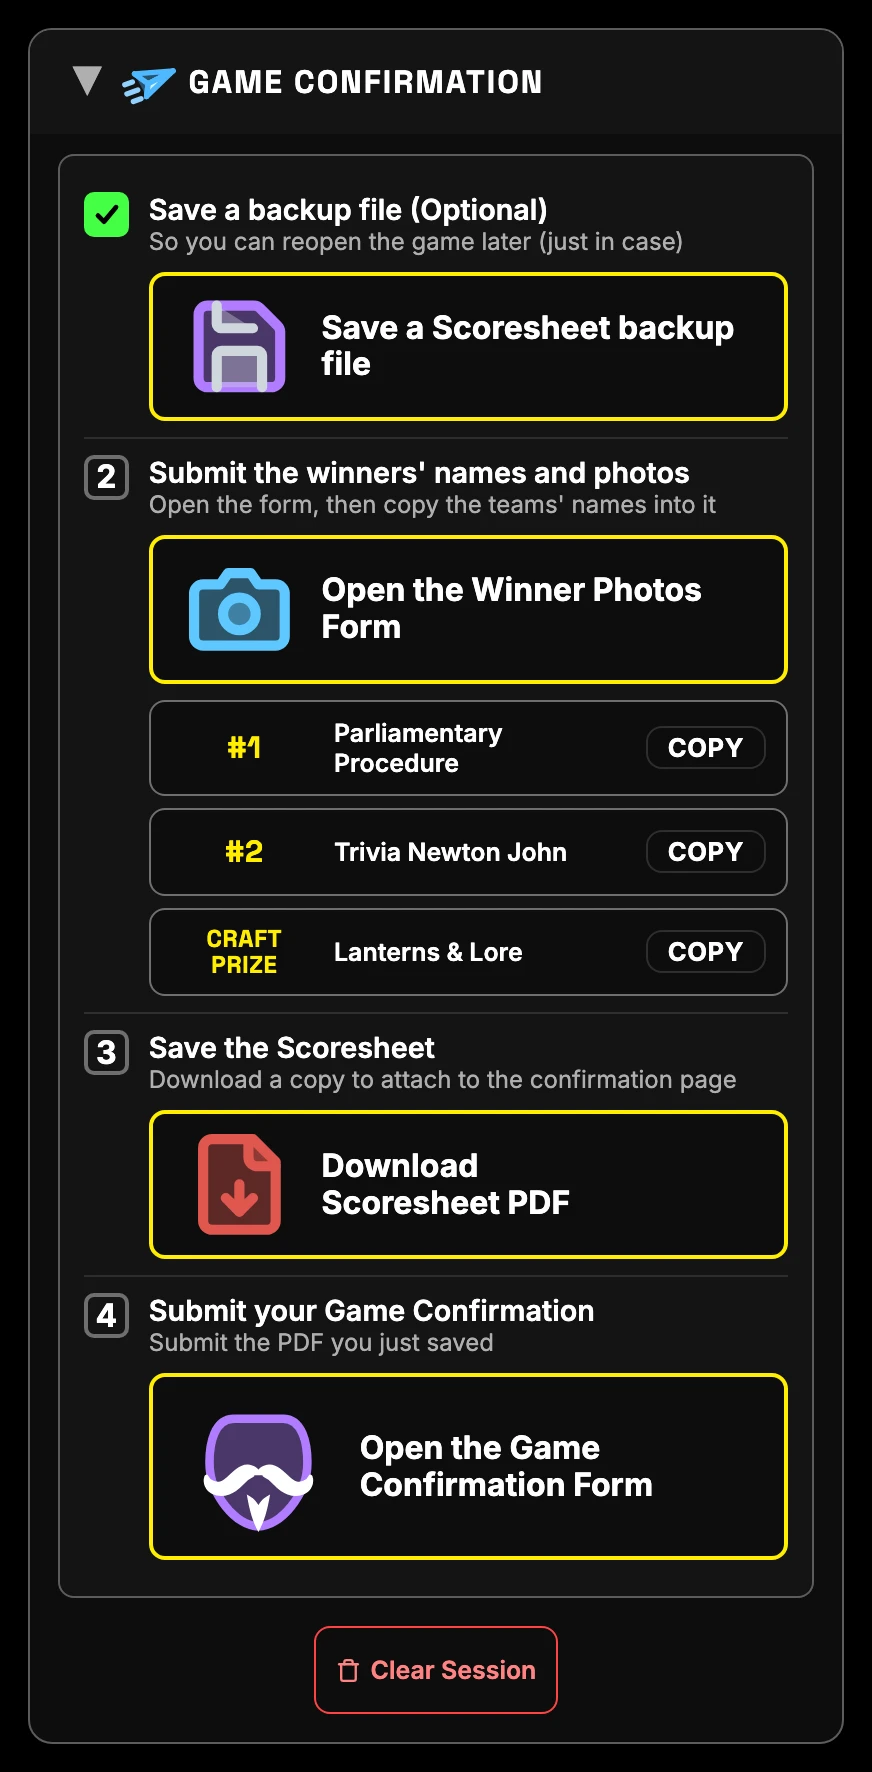 GAME CONFIRMATION
Save a backup file (Optional)
So you can reopen the game later (just in case)
Save a Scoresheet backup
file
2
Submit the winners' names and photos
Open the form, then copy the teams' names into it
Open the Winner Photos
Form
#1
Parliamentary
Procedure
COPY
#2
Trivia Newton John
COPY
CRAFT
PRIZE
Lanterns & Lore
COPY
3
Save the Scoresheet
Download a copy to attach to the confirmation page
Download
Scoresheet PDF
4
Submit your Game Confirmation
Submit the PDF you just saved
Open the Game
Confirmation Form
Clear Session